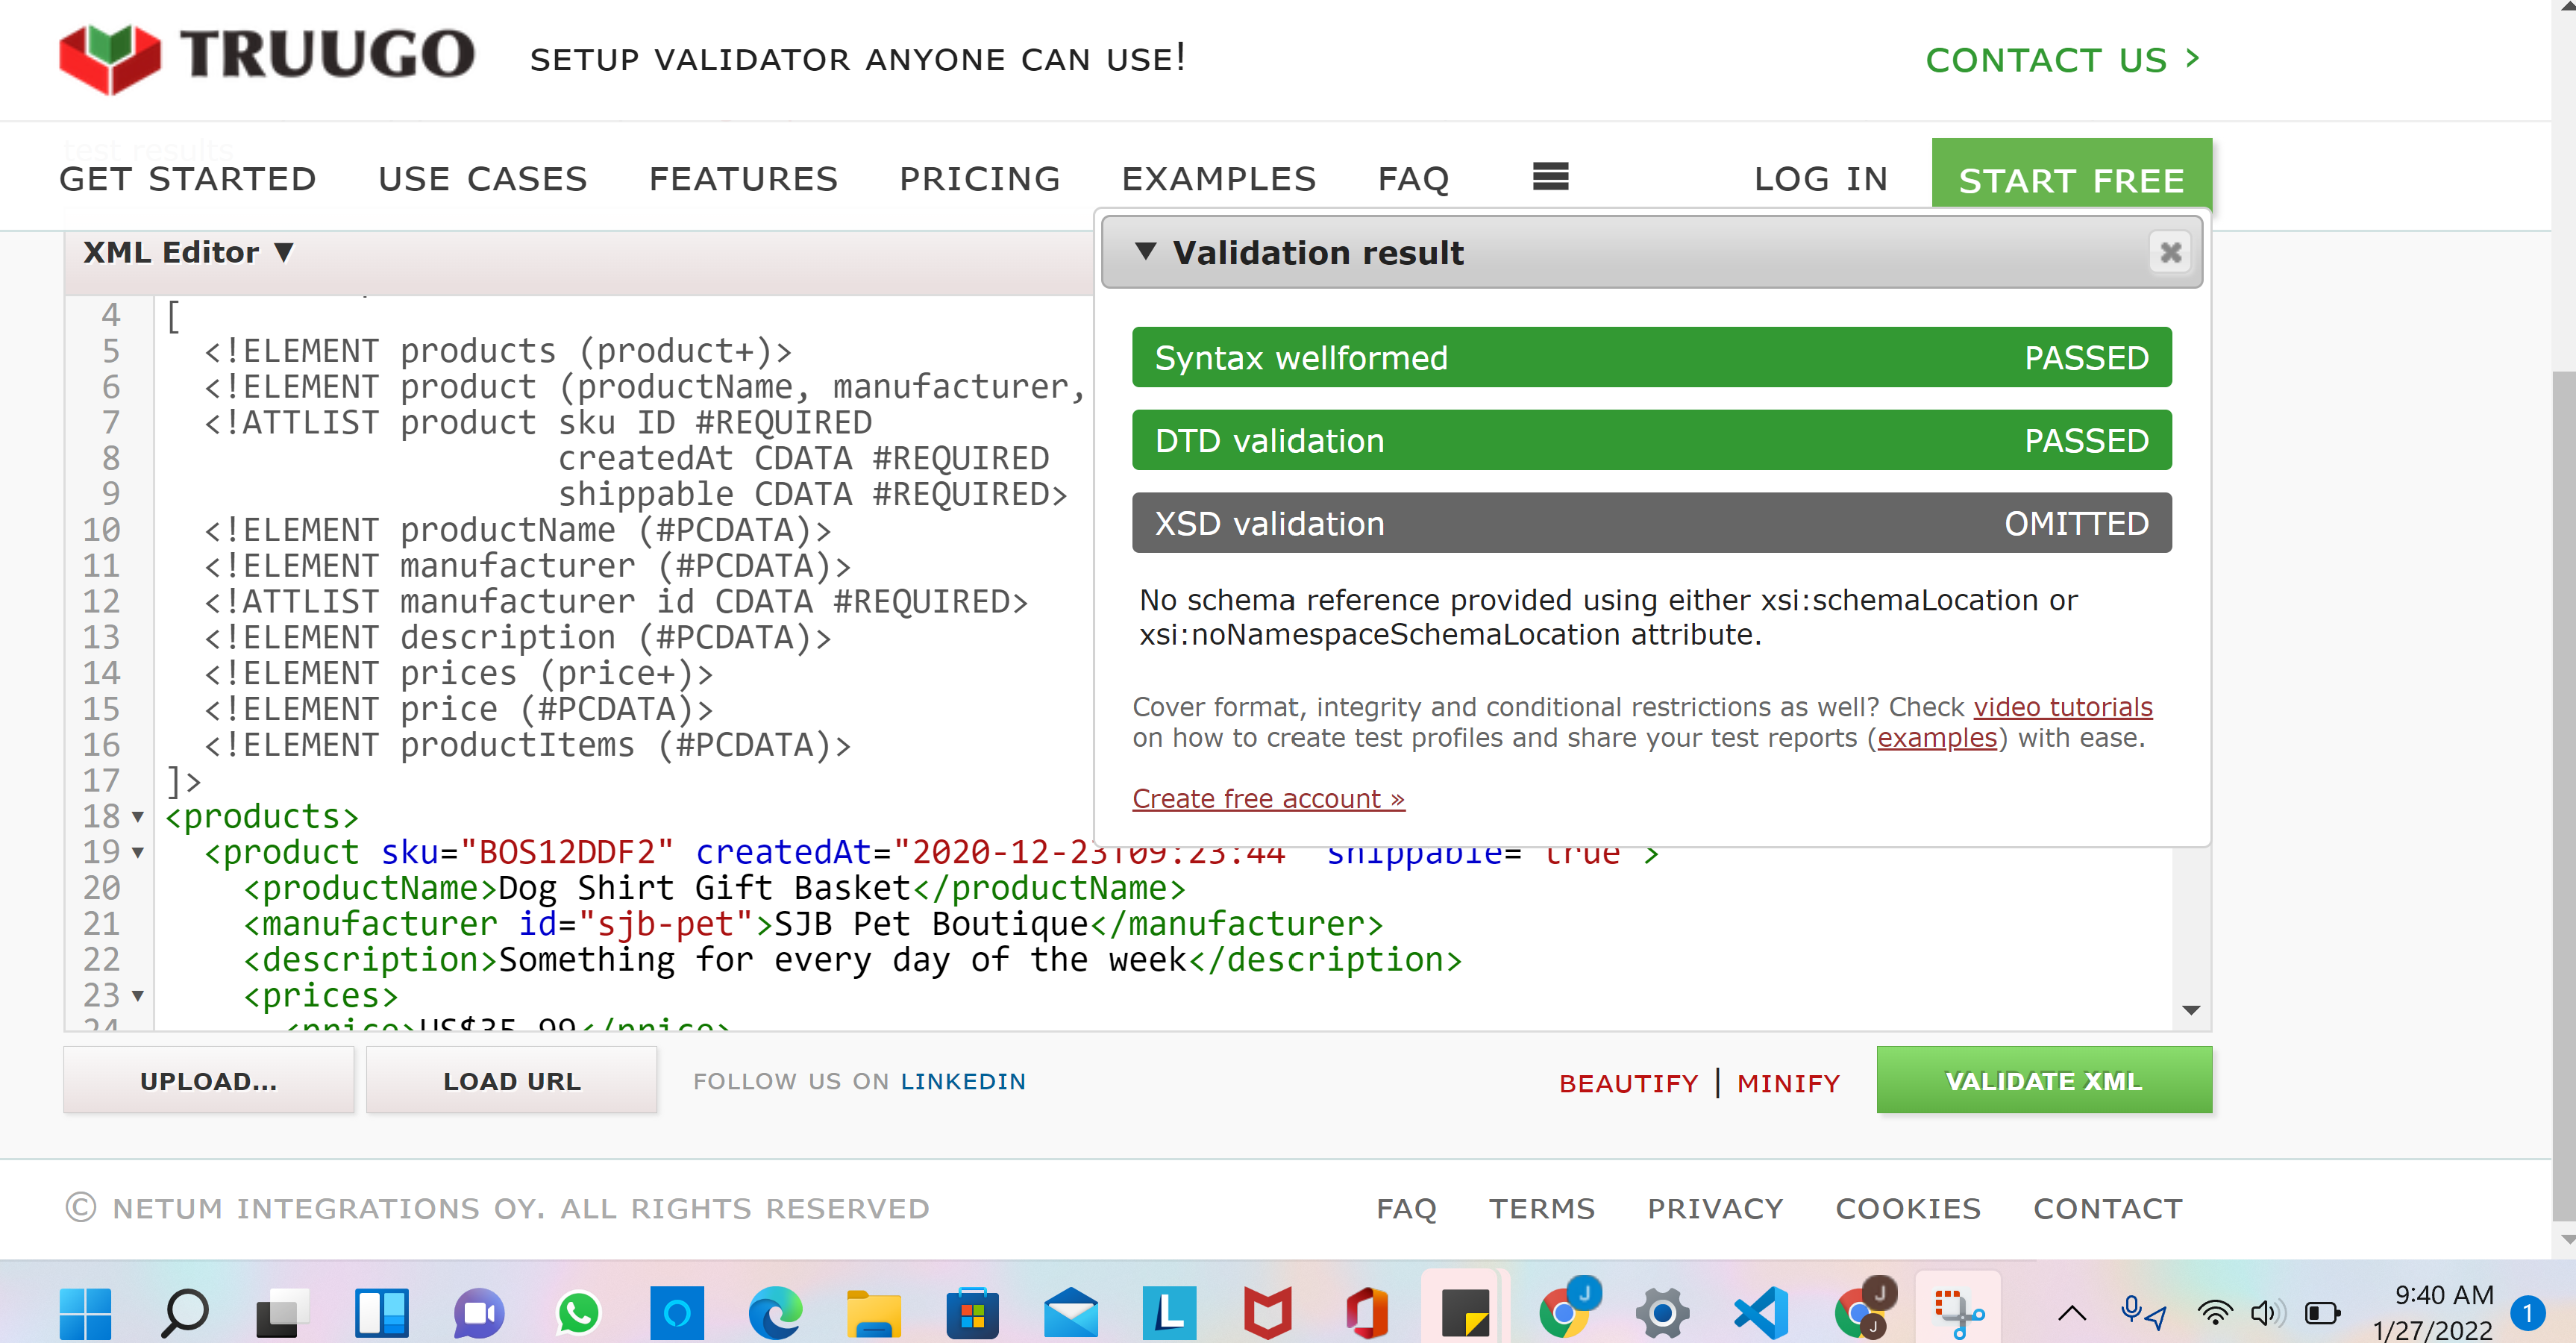 TRUUGO
SETUP VALIDATOR ANYONE CAN USE!
CONTACT US >
test results
GET STARTED
USE CASES
FEATURES
PRICING
EXAMPLES
FAQ
LOG IN
START FREE
XML Editor ▼
▼ Validation result
Syntax wellformed PASSED
DTD validation PASSED
XSD validation OMITTED
No schema reference provided using either xsi:schemaLocation or
xsi:noNamespaceSchemaLocation attribute.
Cover format, integrity and conditional restrictions as well? Check video tutorials
on how to create test profiles and share your test reports (examples) with ease.
Create free account »
4 [
5 <!ELEMENT products (product+)>
6 <!ELEMENT product (productName, manufacturer,
7 <!ATTLIST product sku ID #REQUIRED
8 createdAt CDATA #REQUIRED
9 shippable CDATA #REQUIRED>
10 <!ELEMENT productName (#PCDATA)>
11 <!ELEMENT manufacturer (#PCDATA)>
12 <!ATTLIST manufacturer id CDATA #REQUIRED>
13 <!ELEMENT description (#PCDATA)>
14 <!ELEMENT prices (price+)>
15 <!ELEMENT price (#PCDATA)>
16 <!ELEMENT productItems (#PCDATA)>
17 ]>
18 <products>
19 <product sku="BOS12DDF2" createdAt="2020-12-23T09:23:44" shippable="true">
20 <productName>Dog Shirt Gift Basket</productName>
21 <manufacturer id="sjb-pet">SJB Pet Boutique</manufacturer>
22 <description>Something for every day of the week</description>
23 <prices>
24 <price>US$35.99</price>
UPLOAD...
LOAD URL
FOLLOW US ON LINKEDIN
BEAUTIFY | MINIFY
VALIDATE XML
© NETUM INTEGRATIONS OY. ALL RIGHTS RESERVED
FAQ
TERMS
PRIVACY
COOKIES
CONTACT
L
J
J
J
9:40 AM
1/27/2022
1